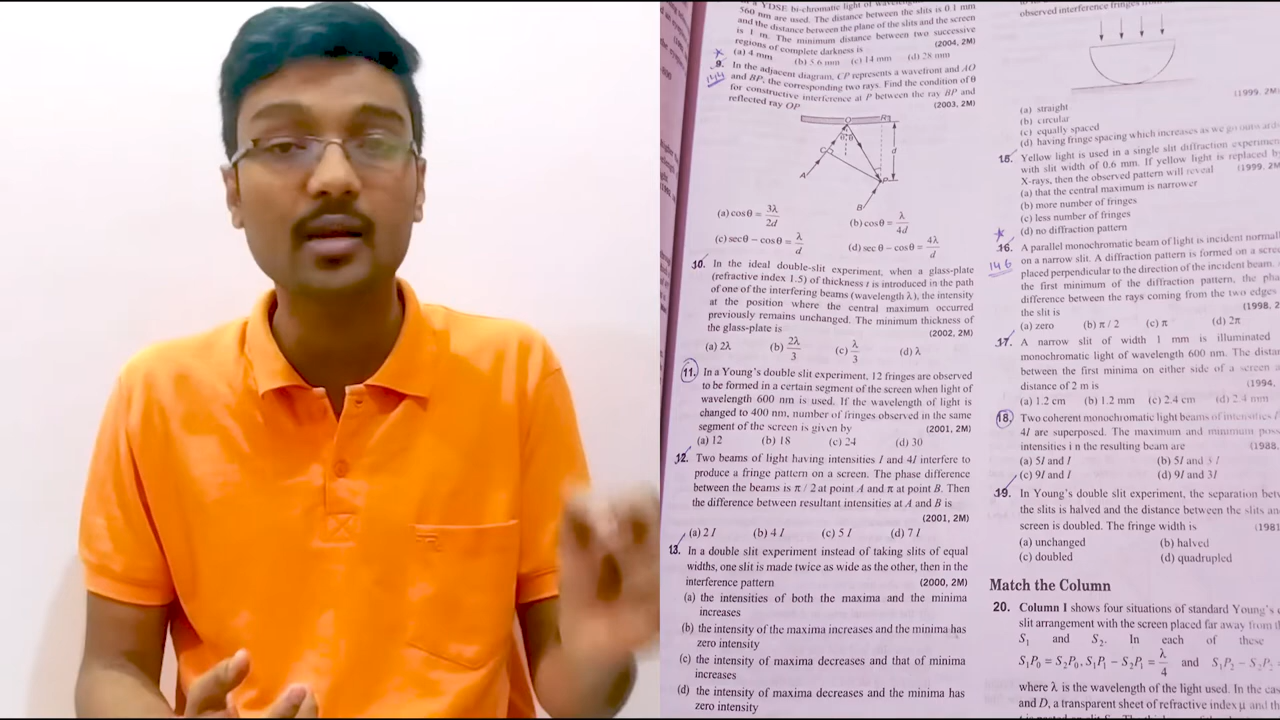 YDSE bi-chromatic light of
560 nm are used. The distance between the slits is 0.1 mm
and the distance between the plane of the slits and the screen
is 1 m. The minimum distance between two successive
regions of complete darkness is
(2004, 2M)
(a) 4 mm (b) 5.6 mm (c) 14 mm (d) 28 mm
9. In the adjacent diagram, CP represents a wavefront and AO
144
and BP, the corresponding two rays. Find the condition of θ
for constructive interference at P between the ray BP and
reflected ray OP
(2003, 2M)
O R
θ θ
C
d
A
P
B
(a) cosθ = 3λ/2d (b) cosθ = λ/4d
(c) secθ − cosθ = λ/d (d) sec θ − cosθ = 4λ/d
10. In the ideal double-slit experiment, when a glass-plate
(refractive index 1.5) of thickness t is introduced in the path
of one of the interfering beams (wavelength λ), the intensity
at the position where the central maximum occurred
previously remains unchanged. The minimum thickness of
the glass-plate is
(2002, 2M)
(a) 2λ (b) 2λ/3 (c) λ/3 (d) λ
11. In a Young's double slit experiment, 12 fringes are observed
to be formed in a certain segment of the screen when light of
wavelength 600 nm is used. If the wavelength of light is
changed to 400 nm, number of fringes observed in the same
segment of the screen is given by
(2001, 2M)
(a) 12 (b) 18 (c) 24 (d) 30
12. Two beams of light having intensities I and 4I interfere to
produce a fringe pattern on a screen. The phase difference
between the beams is π / 2 at point A and π at point B. Then
the difference between resultant intensities at A and B is
(2001, 2M)
(a) 2 I (b) 4 I (c) 5 I (d) 7 I
13. In a double slit experiment instead of taking slits of equal
widths, one slit is made twice as wide as the other, then in the
interference pattern (2000, 2M)
(a) the intensities of both the maxima and the minima
increases
(b) the intensity of the maxima increases and the minima has
zero intensity
(c) the intensity of maxima decreases and that of minima
increases
(d) the intensity of maxima decreases and the minima has
zero intensity
observed interference fringes
(1999, 2M
(a) straight
(b) circular
(c) equally spaced
(d) having fringe spacing which increases as we go
15. Yellow light is used in a single slit diffraction experiment
with slit width of 0.6 mm. If yellow light is replaced
X-rays, then the observed pattern will reveal (1999, 2M
(a) that the central maximum is narrower
(b) more number of fringes
(c) less number of fringes
(d) no diffraction pattern
16. A parallel monochromatic beam of light is incident
146
on a narrow slit. A diffraction pattern is formed on a
placed perpendicular to the direction of the incident beam.
the first minimum of the diffraction pattern, the
difference between the rays coming from the two edges
the slit is (1998, 2
(a) zero (b) π / 2 (c) π (d) 2π
17. A narrow slit of width 1 mm is illuminated
monochromatic light of wavelength 600 nm. The
between the first minima on either side of a screen
distance of 2 m is (1994,
(a) 1.2 cm (b) 1.2 mm (c) 2.4 cm (d) 2.4 mm
18. Two coherent monochromatic light beams of intensities
4I are superposed. The maximum and minimum
intensities i n the resulting beam are (1988,
(a) 5I and I (b) 5I and 3 I
(c) 9I and I (d) 9I and 3I
19. In Young's double slit experiment, the separation
the slits is halved and the distance between the slits
screen is doubled. The fringe width is (1981
(a) unchanged (b) halved
(c) doubled (d) quadrupled
Match the Column
20. Column I shows four situations of standard Young's
slit arrangement with the screen placed far away from
S₁ and S₂. In each of these
S₁P₀ = S₂P₀, S₁P₁ − S₂P₁ = λ/4 and S₁P₂ − S₂P₂
where λ is the wavelength of the light used. In the
and D, a transparent sheet of refractive index μ and